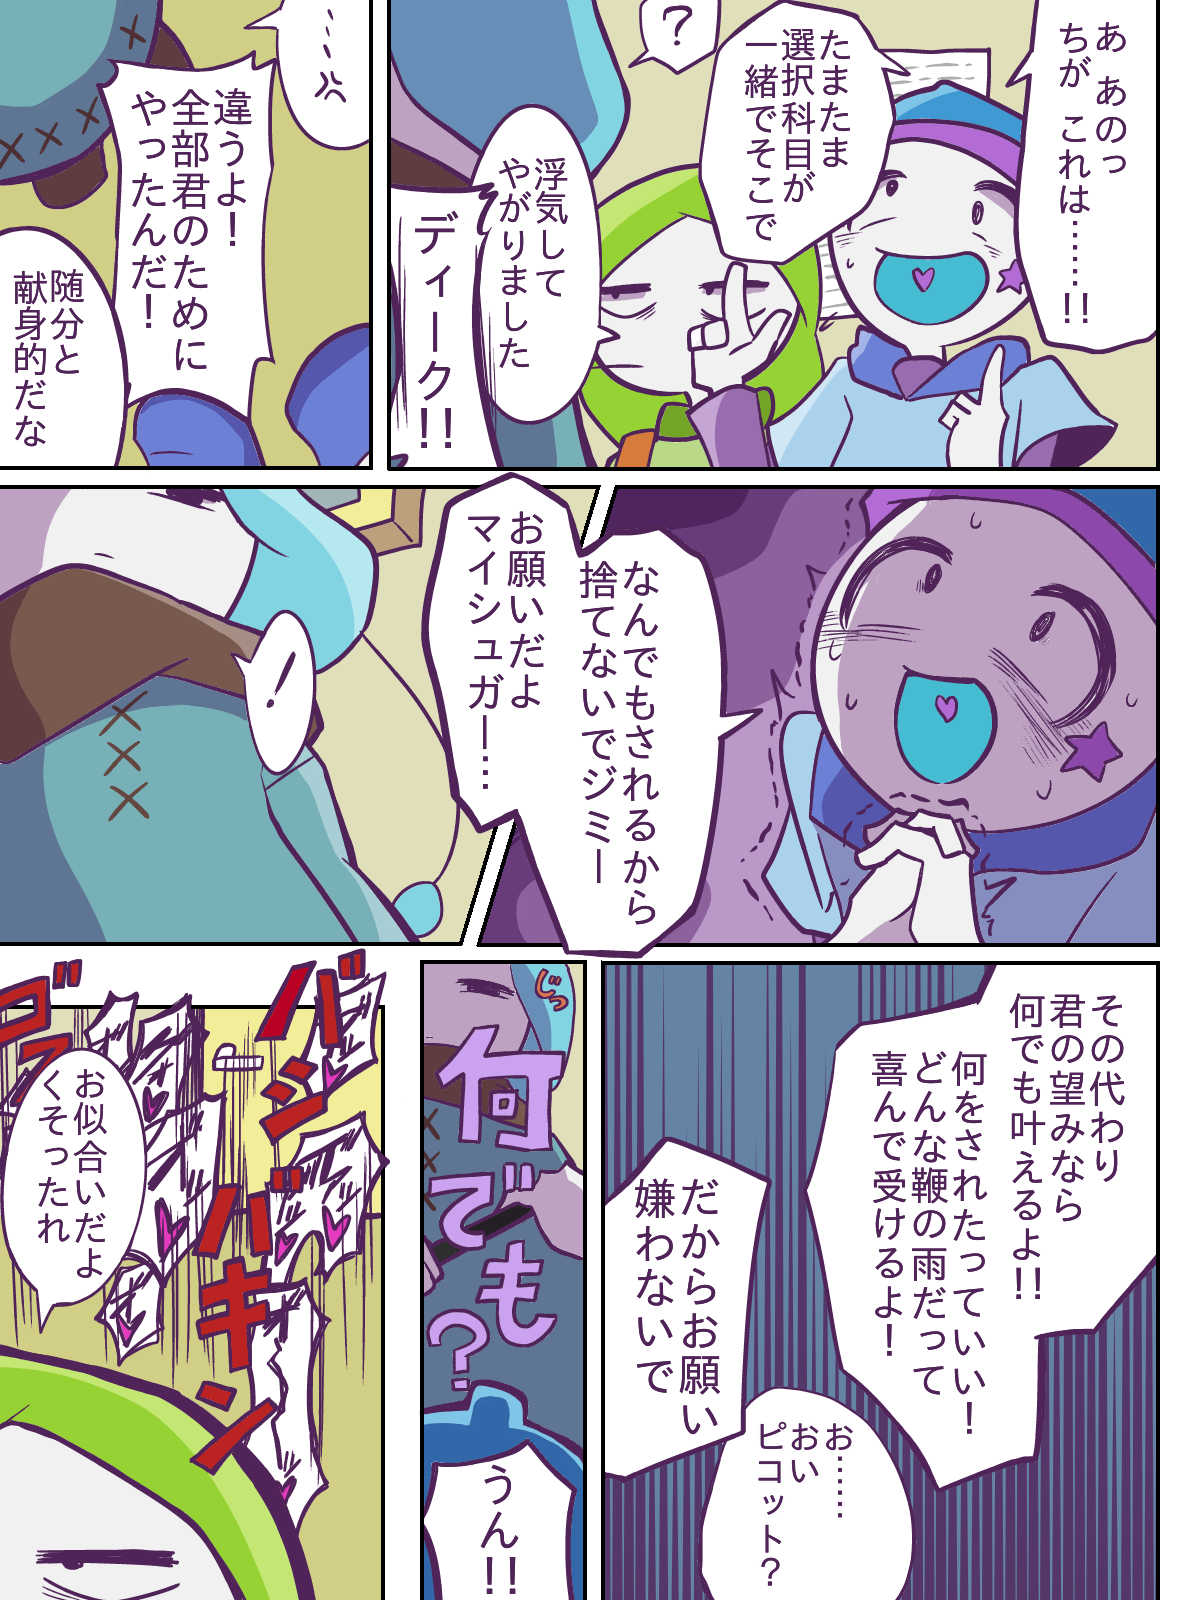 あ あのっ
ちが これは……!!
たまたま
選択科目が
一緒でそこで
?
浮気して
やがりました
ディーク!!
…
違うよ!
全部君のために
やったんだ!
随分と
献身的だな
なんでもされるから
捨てないでジミー
お願いだよ
マイシュガー…
!
その代わり
君の望みなら
何でも叶えるよ!!
何をされたっていい!
どんな鞭の雨だって
喜んで受けるよ!
だからお願い
嫌わないで
お……
おい
ピコット?
じっ
何でも?
うん!!
バシバキン
お似合いだよ
くそったれ